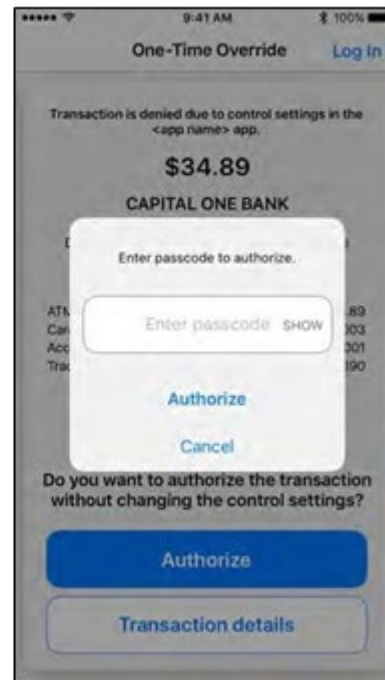 9:41 AM
100%
One-Time Override
Log In
Transaction is denied due to control settings in the
<app name> app.
$34.89
CAPITAL ONE BANK
Enter passcode to authorize.
Enter passcode SHOW
Authorize
Cancel
Do you want to authorize the transaction
without changing the control settings?
Authorize
Transaction details